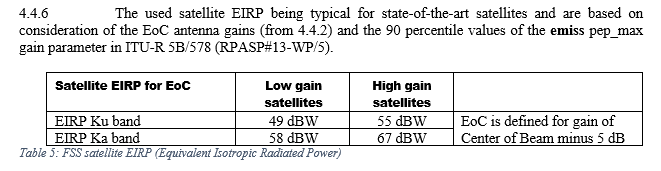 4.4.6 The used satellite EIRP being typical for state-of-the-art satellites and are based on
consideration of the EoC antenna gains (from 4.4.2) and the 90 percentile values of the emiss pep_max
gain parameter in ITU-R 5B/578 (RPASP#13-WP/5).
Satellite EIRP for EoC Low gain satellites High gain satellites
EIRP Ku band 49 dBW 55 dBW EoC is defined for gain of
EIRP Ka band 58 dBW 67 dBW Center of Beam minus 5 dB
Table 5: FSS satellite EIRP (Equivalent Isotropic Radiated Power)